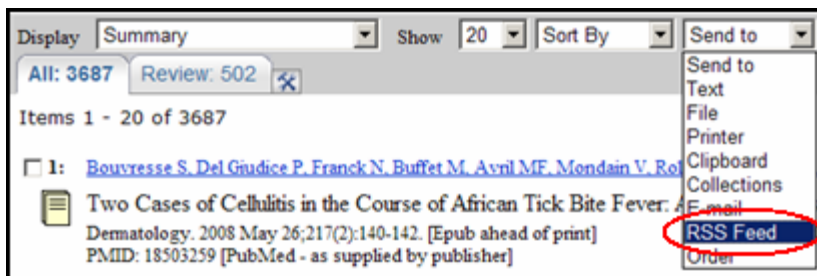 Display Summary Show 20 Sort By Send to
All: 3687 Review: 502
Send to
Text
Items 1 - 20 of 3687
File
Printer
Clipboard
1: Bouvresse S, Del Giudice P, Franck N, Buffet M, Avril MF, Mondain V, Rol
Collections
Two Cases of Cellulitis in the Course of African Tick Bite Fever: A
E-mail
Dermatology. 2008 May 26;217(2):140-142. [Epub ahead of print]
RSS Feed
PMID: 18503259 [PubMed - as supplied by publisher]
Order